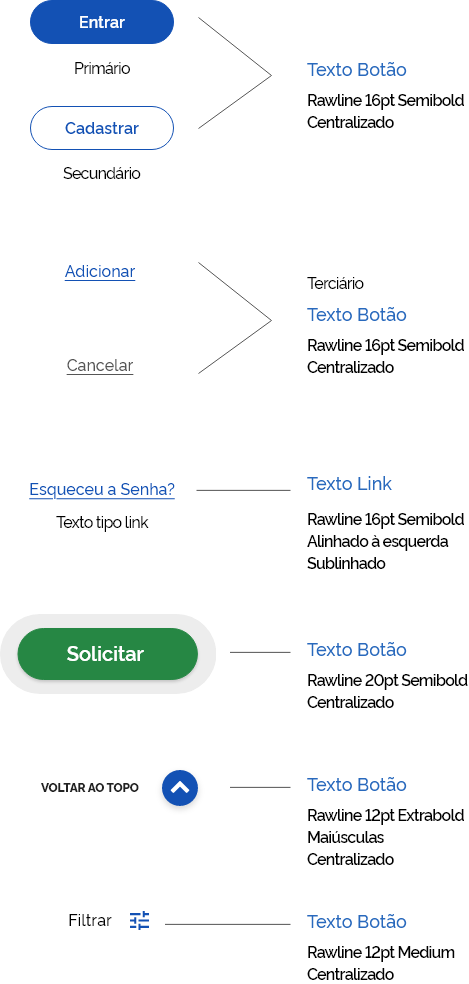 Entrar
Primário
Cadastrar
Secundário
Texto Botão
Rawline 16pt Semibold
Centralizado
Adicionar
Cancelar
Terciário
Texto Botão
Rawline 16pt Semibold
Centralizado
Esqueceu a Senha?
Texto tipo link
Texto Link
Rawline 16pt Semibold
Alinhado à esquerda
Sublinhado
Solicitar
Texto Botão
Rawline 20pt Semibold
Centralizado
VOLTAR AO TOPO
Texto Botão
Rawline 12pt Extrabold
Maiúsculas
Centralizado
Filtrar
Texto Botão
Rawline 12pt Medium
Centralizado